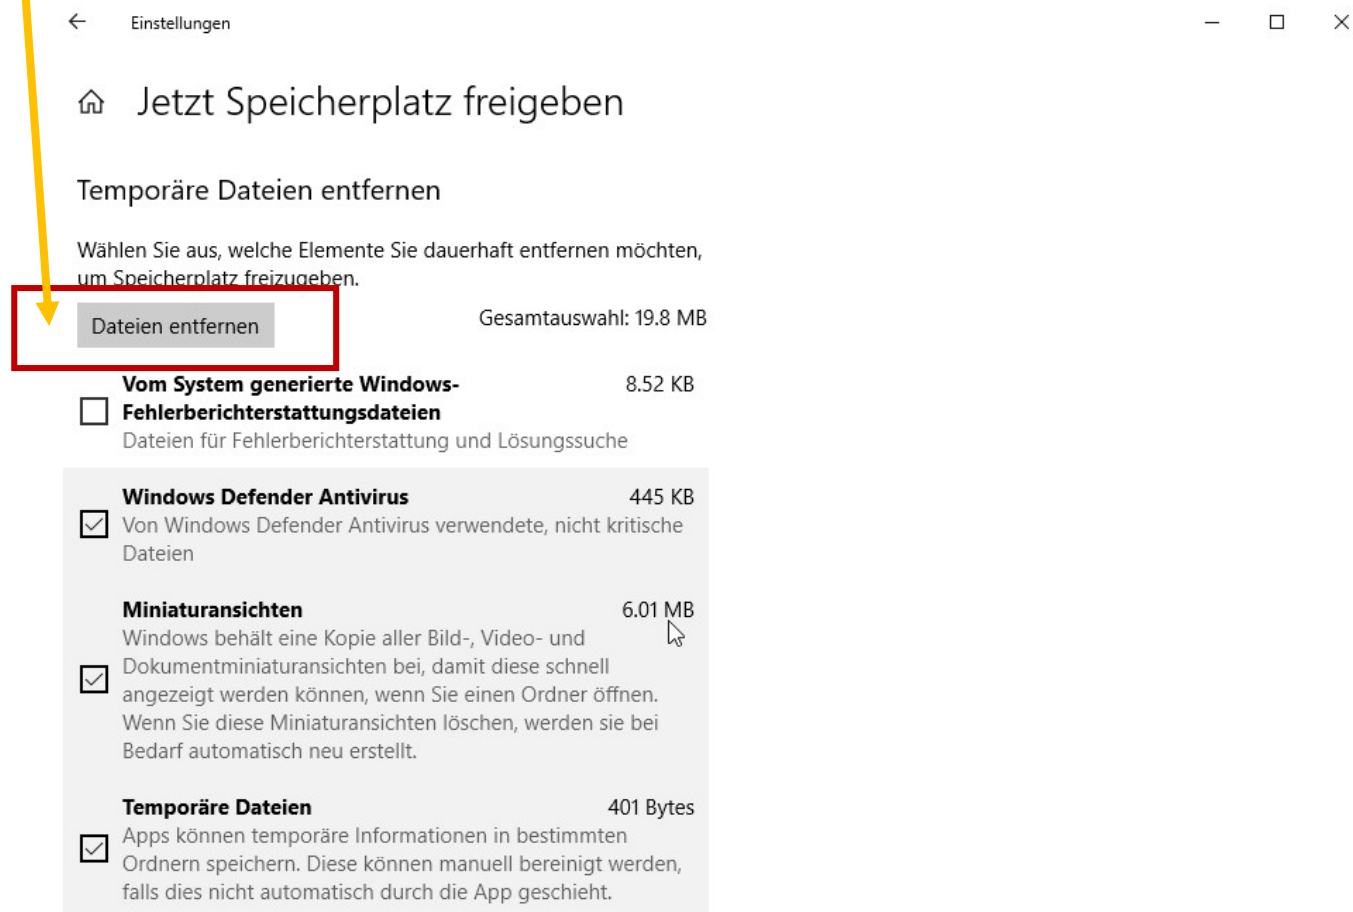 Einstellungen
Jetzt Speicherplatz freigeben
Temporäre Dateien entfernen
Wählen Sie aus, welche Elemente Sie dauerhaft entfernen möchten,
um Speicherplatz freizugeben.
Dateien entfernen
Gesamtauswahl: 19.8 MB
Vom System generierte Windows- 8.52 KB
Fehlerberichterstattungsdateien
Dateien für Fehlerberichterstattung und Lösungssuche
Windows Defender Antivirus 445 KB
Von Windows Defender Antivirus verwendete, nicht kritische
Dateien
Miniaturansichten 6.01 MB
Windows behält eine Kopie aller Bild-, Video- und
Dokumentminiaturansichten bei, damit diese schnell
angezeigt werden können, wenn Sie einen Ordner öffnen.
Wenn Sie diese Miniaturansichten löschen, werden sie bei
Bedarf automatisch neu erstellt.
Temporäre Dateien 401 Bytes
Apps können temporäre Informationen in bestimmten
Ordnern speichern. Diese können manuell bereinigt werden,
falls dies nicht automatisch durch die App geschieht.